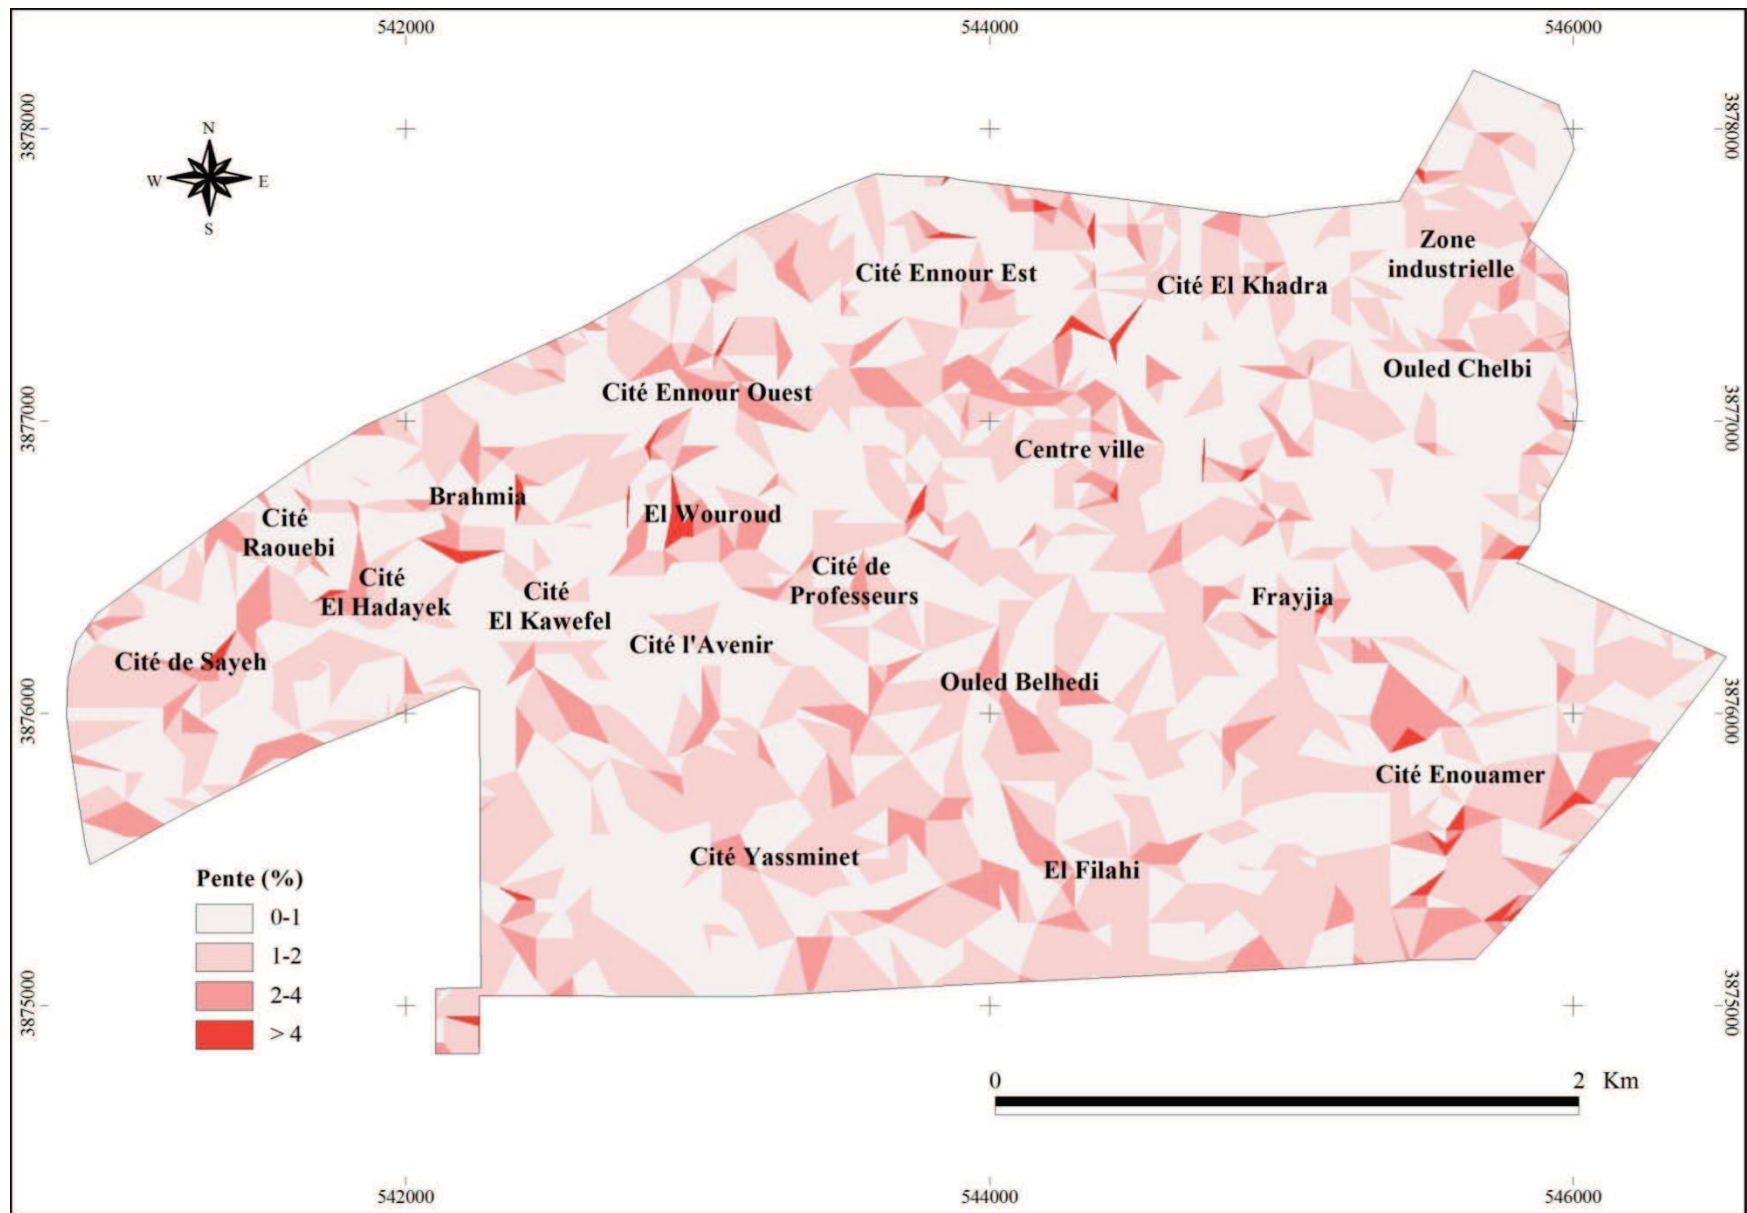 542000
544000
546000
3878000
3878000
N
W
E
S
Zone
industrielle
Cité Ennour Est
Cité El Khadra
Ouled Chelbi
Cité Ennour Ouest
3877000
3877000
Centre ville
Brahmia
El Wouroud
Cité
Raouebi
Cité
El Hadayek
Cité de
Professeurs
Cité
El Kawefel
Frayjia
Cité l'Avenir
Cité de Sayeh
Ouled Belhedi
3876000
3876000
Cité Enouamer
Cité Yassminet
El Filahi
Pente (%)
0-1
1-2
2-4
> 4
3875000
3875000
0
2 Km
542000
544000
546000